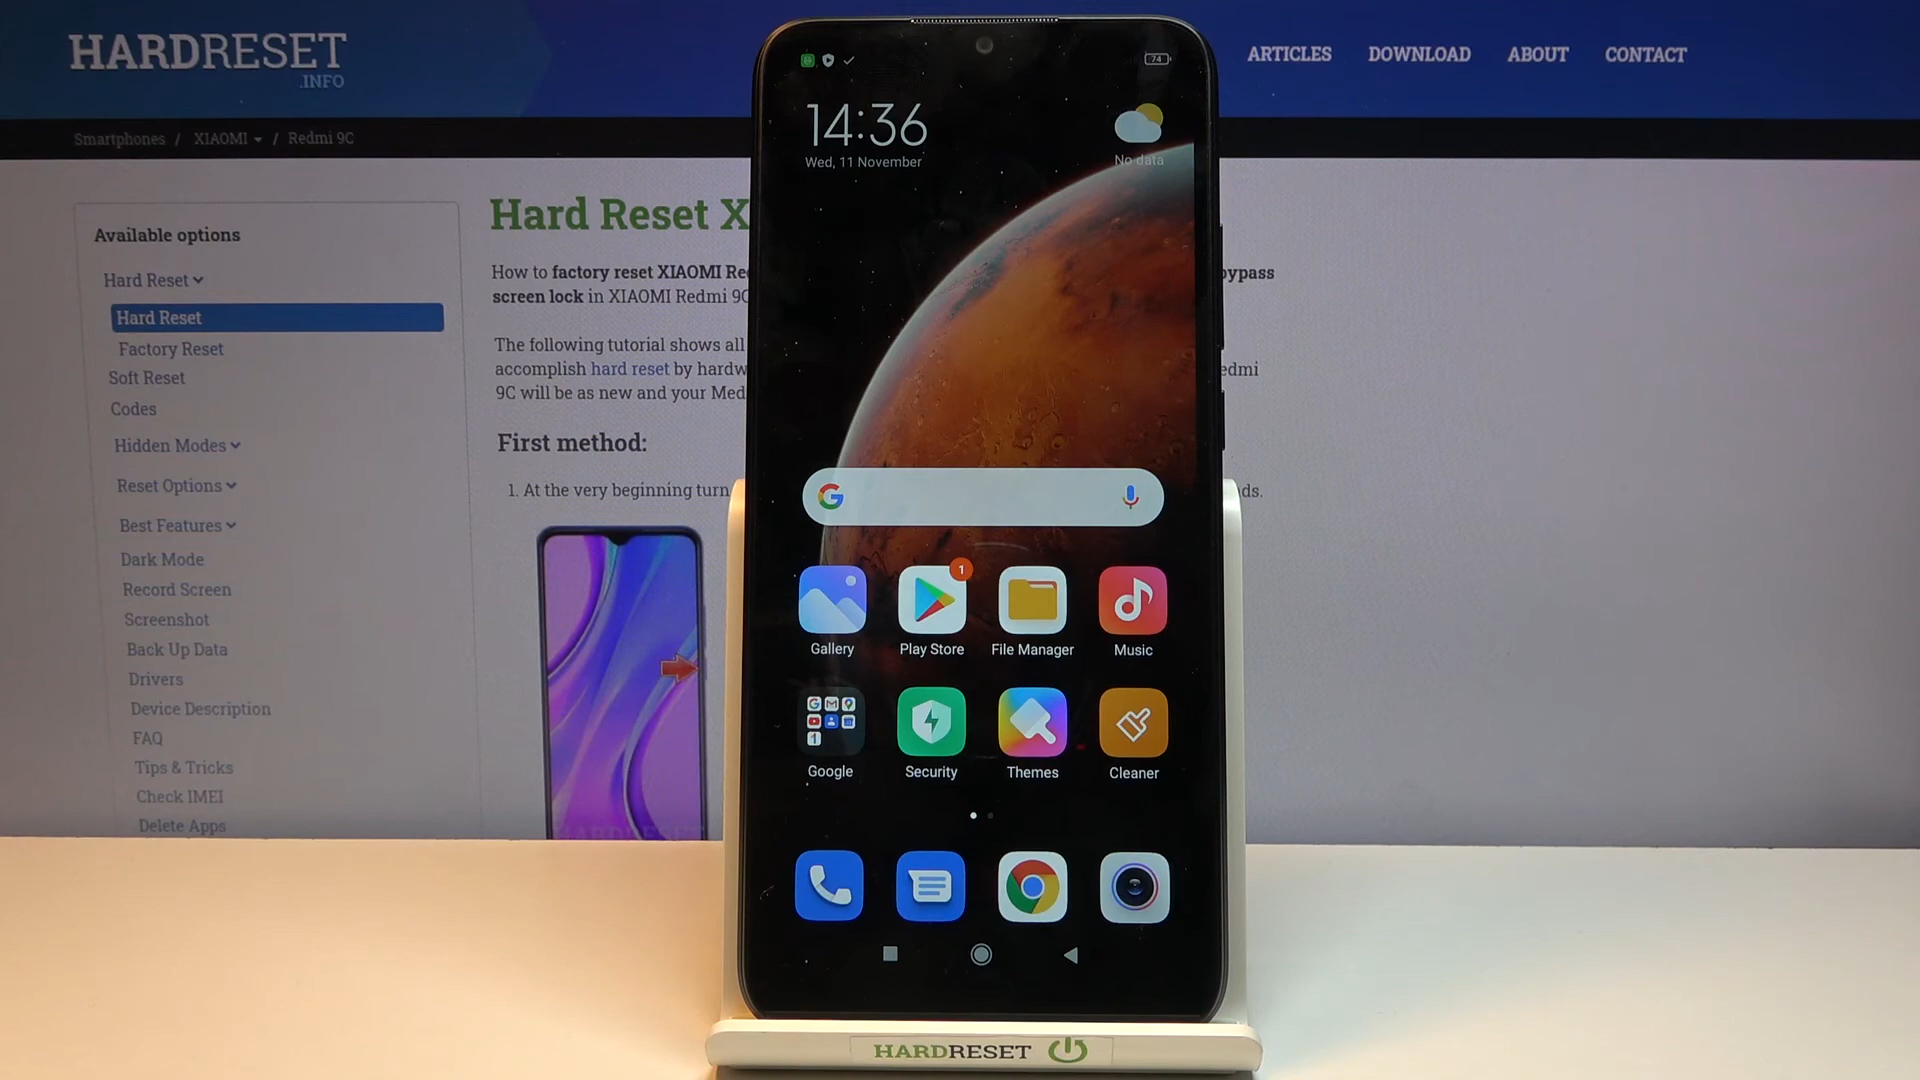 HARDRESET
.INFO
ARTICLES DOWNLOAD ABOUT CONTACT
Smartphones / XIAOMI / Redmi 9C
Available options
Hard Reset
Hard Reset
Factory Reset
Soft Reset
Codes
Hidden Modes
Reset Options
Best Features
Dark Mode
Record Screen
Screenshot
Back Up Data
Drivers
Device Description
FAQ
Tips & Tricks
Check IMEI
Delete Apps
Hard Reset X
How to factory reset XIAOMI Re
bypass
screen lock in XIAOMI Redmi 9C
The following tutorial shows all
accomplish hard reset by hardw
edmi
9C will be as new and your Med
First method:
1. At the very beginning turn
ds.
HARDRESET
74
14:36
Wed, 11 November
No data
1
Gallery Play Store File Manager Music
Google Security Themes Cleaner
HARDRESET